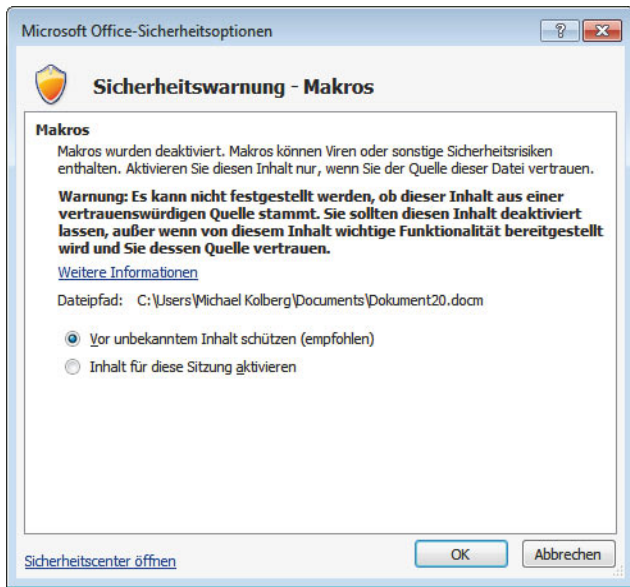 Microsoft Office-Sicherheitsoptionen
Sicherheitswarnung - Makros
Makros
Makros wurden deaktiviert. Makros können Viren oder sonstige Sicherheitsrisiken
enthalten. Aktivieren Sie diesen Inhalt nur, wenn Sie der Quelle dieser Datei vertrauen.
Warnung: Es kann nicht festgestellt werden, ob dieser Inhalt aus einer
vertrauenswürdigen Quelle stammt. Sie sollten diesen Inhalt deaktiviert
lassen, außer wenn von diesem Inhalt wichtige Funktionalität bereitgestellt
wird und Sie dessen Quelle vertrauen.
Weitere Informationen
Dateipfad: C:\Users\Michael Kolberg\Documents\Dokument20.docm
Vor unbekanntem Inhalt schützen (empfohlen)
Inhalt für diese Sitzung aktivieren
Sicherheitscenter öffnen
OK
Abbrechen